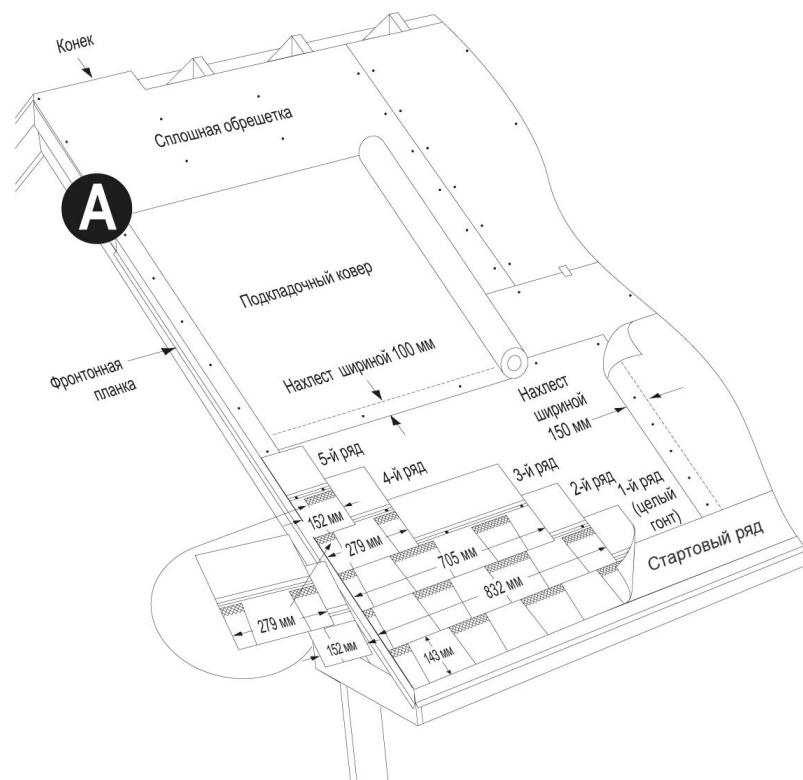 Конек
Сплошная обрешетка
А
Подкладочный ковер
Фронтонная
планка
Нахлест шириной 100 мм
Нахлест
шириной
150 мм
5-й ряд
4-й ряд
3-й ряд
2-й ряд
1-й ряд
(целый
гонт)
Стартовый ряд
152 мм
279 мм
705 мм
832 мм
279 мм
152 мм
143 мм